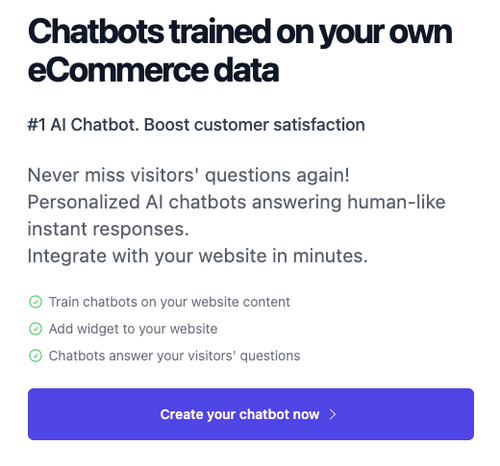 Chatbots trained on your own
eCommerce data
#1 AI Chatbot. Boost customer satisfaction
Never miss visitors' questions again!
Personalized AI chatbots answering human-like
instant responses.
Integrate with your website in minutes.
Train chatbots on your website content
Add widget to your website
Chatbots answer your visitors' questions
Create your chatbot now